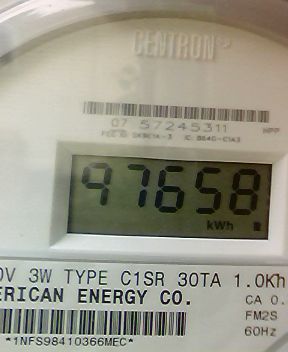 CENTRON
07 57245311 HPP
97658
kWh
0V 3W TYPE C1SR 30TA 1.0Kh
ERICAN ENERGY CO. CA 0.
FM2S
60Hz
*1NFS98410366MEC*